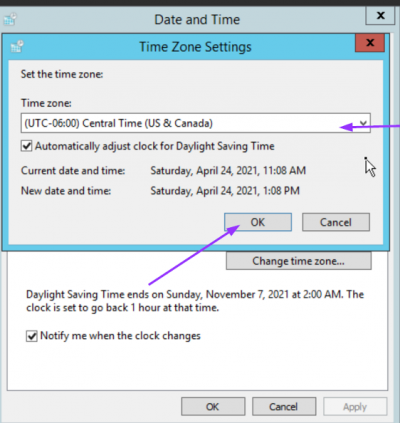 Date and Time
x
Time Zone Settings
x
Set the time zone:
Time zone:
(UTC-06:00) Central Time (US & Canada)
Automatically adjust clock for Daylight Saving Time
Current date and time: Saturday, April 24, 2021, 11:08 AM
New date and time: Saturday, April 24, 2021, 1:08 PM
OK Cancel
Change time zone...
Daylight Saving Time ends on Sunday, November 7, 2021 at 2:00 AM. The
clock is set to go back 1 hour at that time.
Notify me when the clock changes
OK Cancel Apply